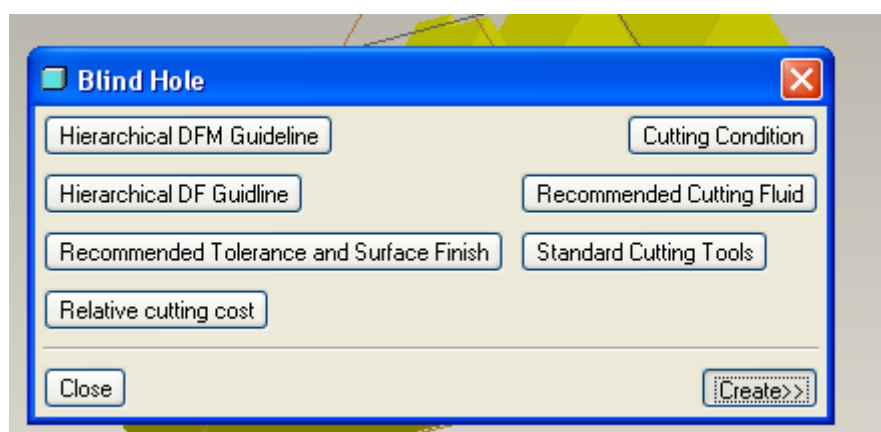 Blind Hole
Hierarchical DFM Guideline
Cutting Condition
Hierarchical DF Guidline
Recommended Cutting Fluid
Recommended Tolerance and Surface Finish
Standard Cutting Tools
Relative cutting cost
Close
Create>>